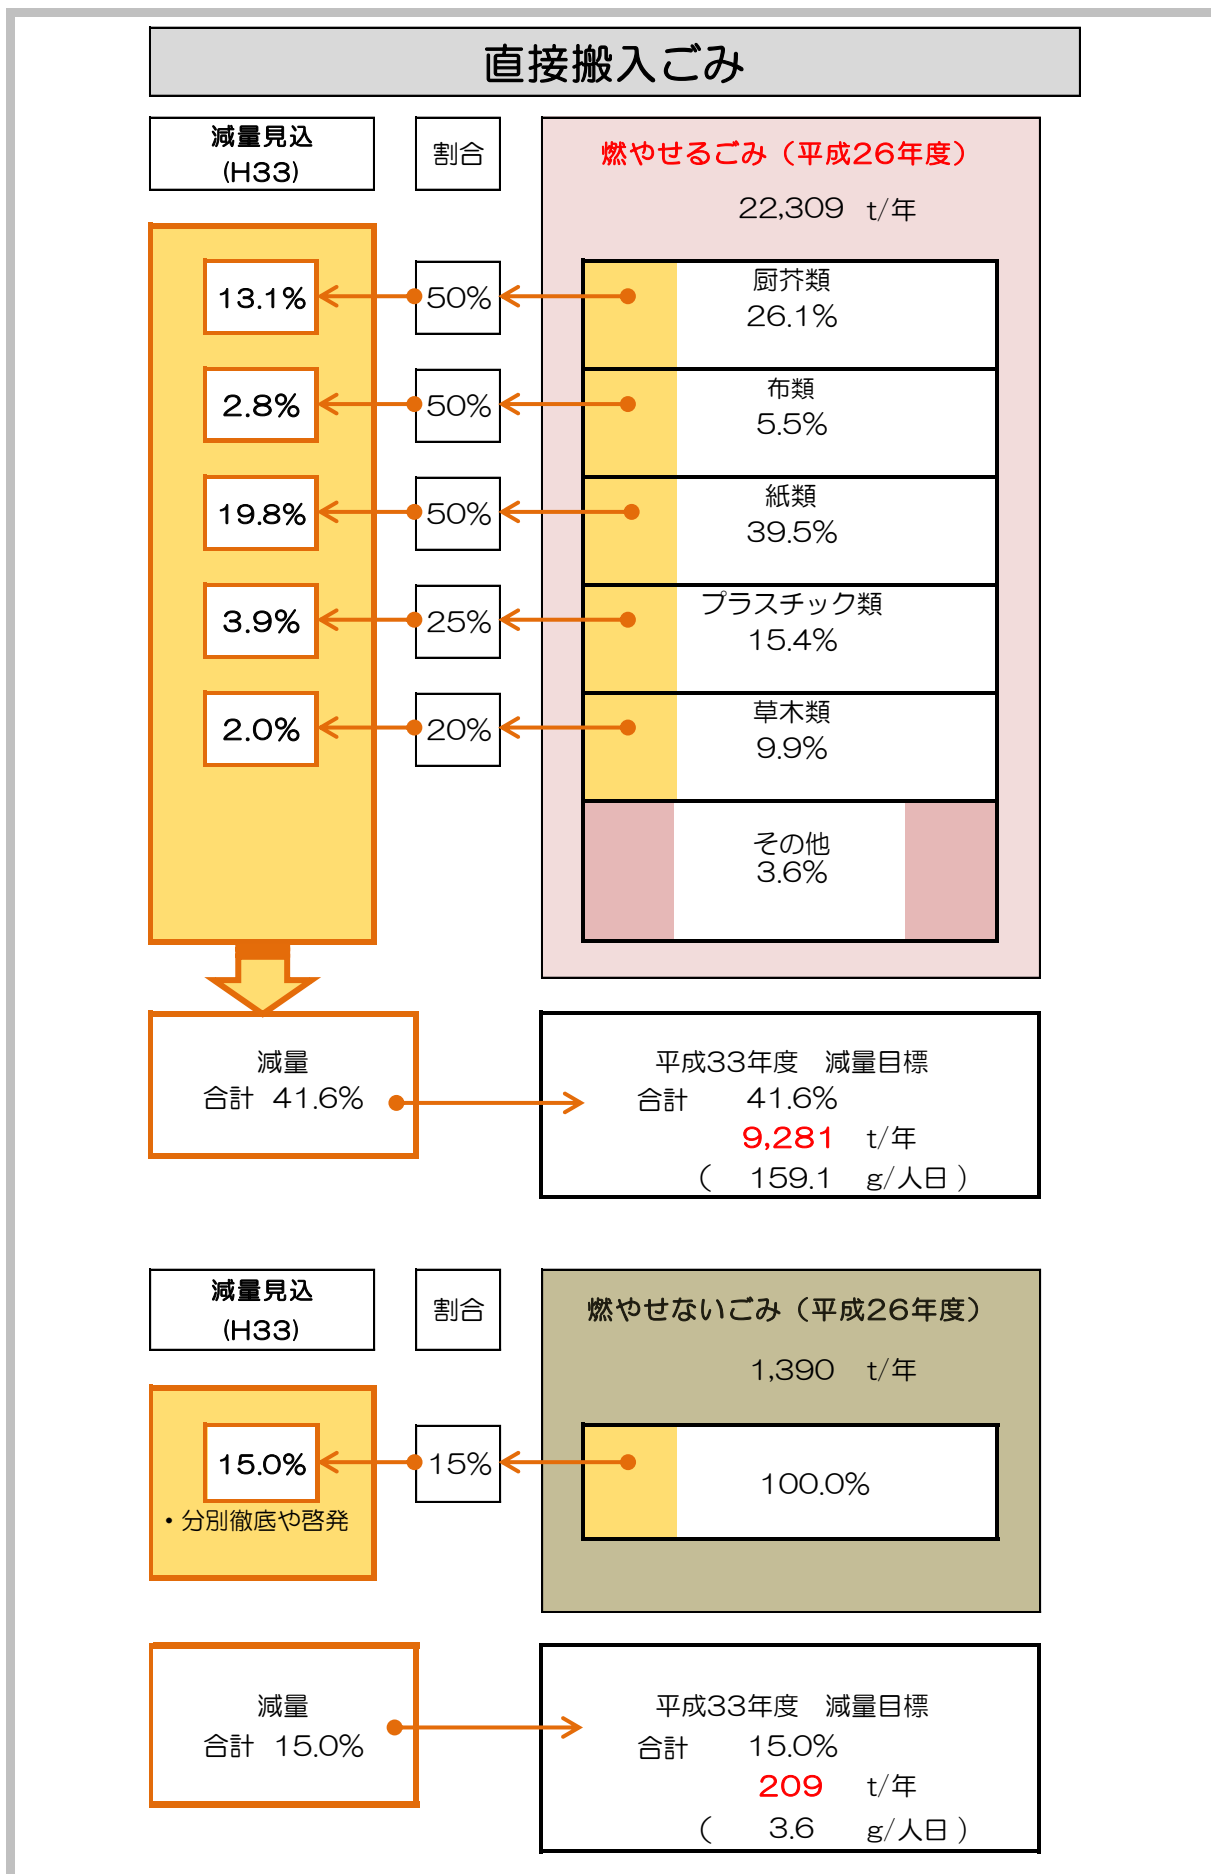 直接搬入ごみ
減量見込
(H33)
割合
燃やせるごみ（平成26年度）
22,309 t/年
13.1%
50%
厨芥類
26.1%
2.8%
50%
布類
5.5%
19.8%
50%
紙類
39.5%
3.9%
25%
プラスチック類
15.4%
2.0%
20%
草木類
9.9%
その他
3.6%
減量
合計 41.6%
平成33年度　減量目標
合計 41.6%
9,281 t/年
( 159.1 g/人日 )
減量見込
(H33)
割合
燃やせないごみ（平成26年度）
1,390 t/年
15.0%
15%
100.0%
・分別徹底や啓発
減量
合計 15.0%
平成33年度　減量目標
合計 15.0%
209 t/年
( 3.6 g/人日 )